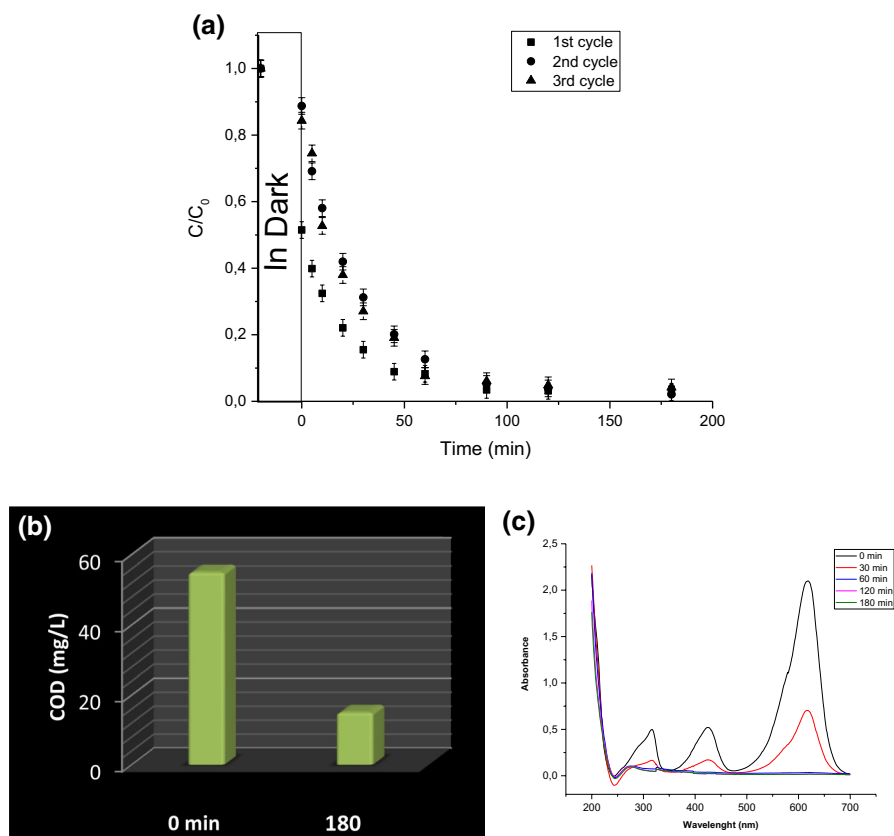 (a)
1st cycle
2nd cycle
3rd cycle
1,0
0,8
0,6
0,4
0,2
0,0
C/C0
In Dark
0
50
100
150
200
Time (min)
(b)
60
40
20
0
COD (mg/L)
0 min
180
(c)
2,5
2,0
1,5
1,0
0,5
0,0
Absorbance
0 min
30 min
60 min
120 min
180 min
200
300
400
500
600
700
Wavelenght (nm)